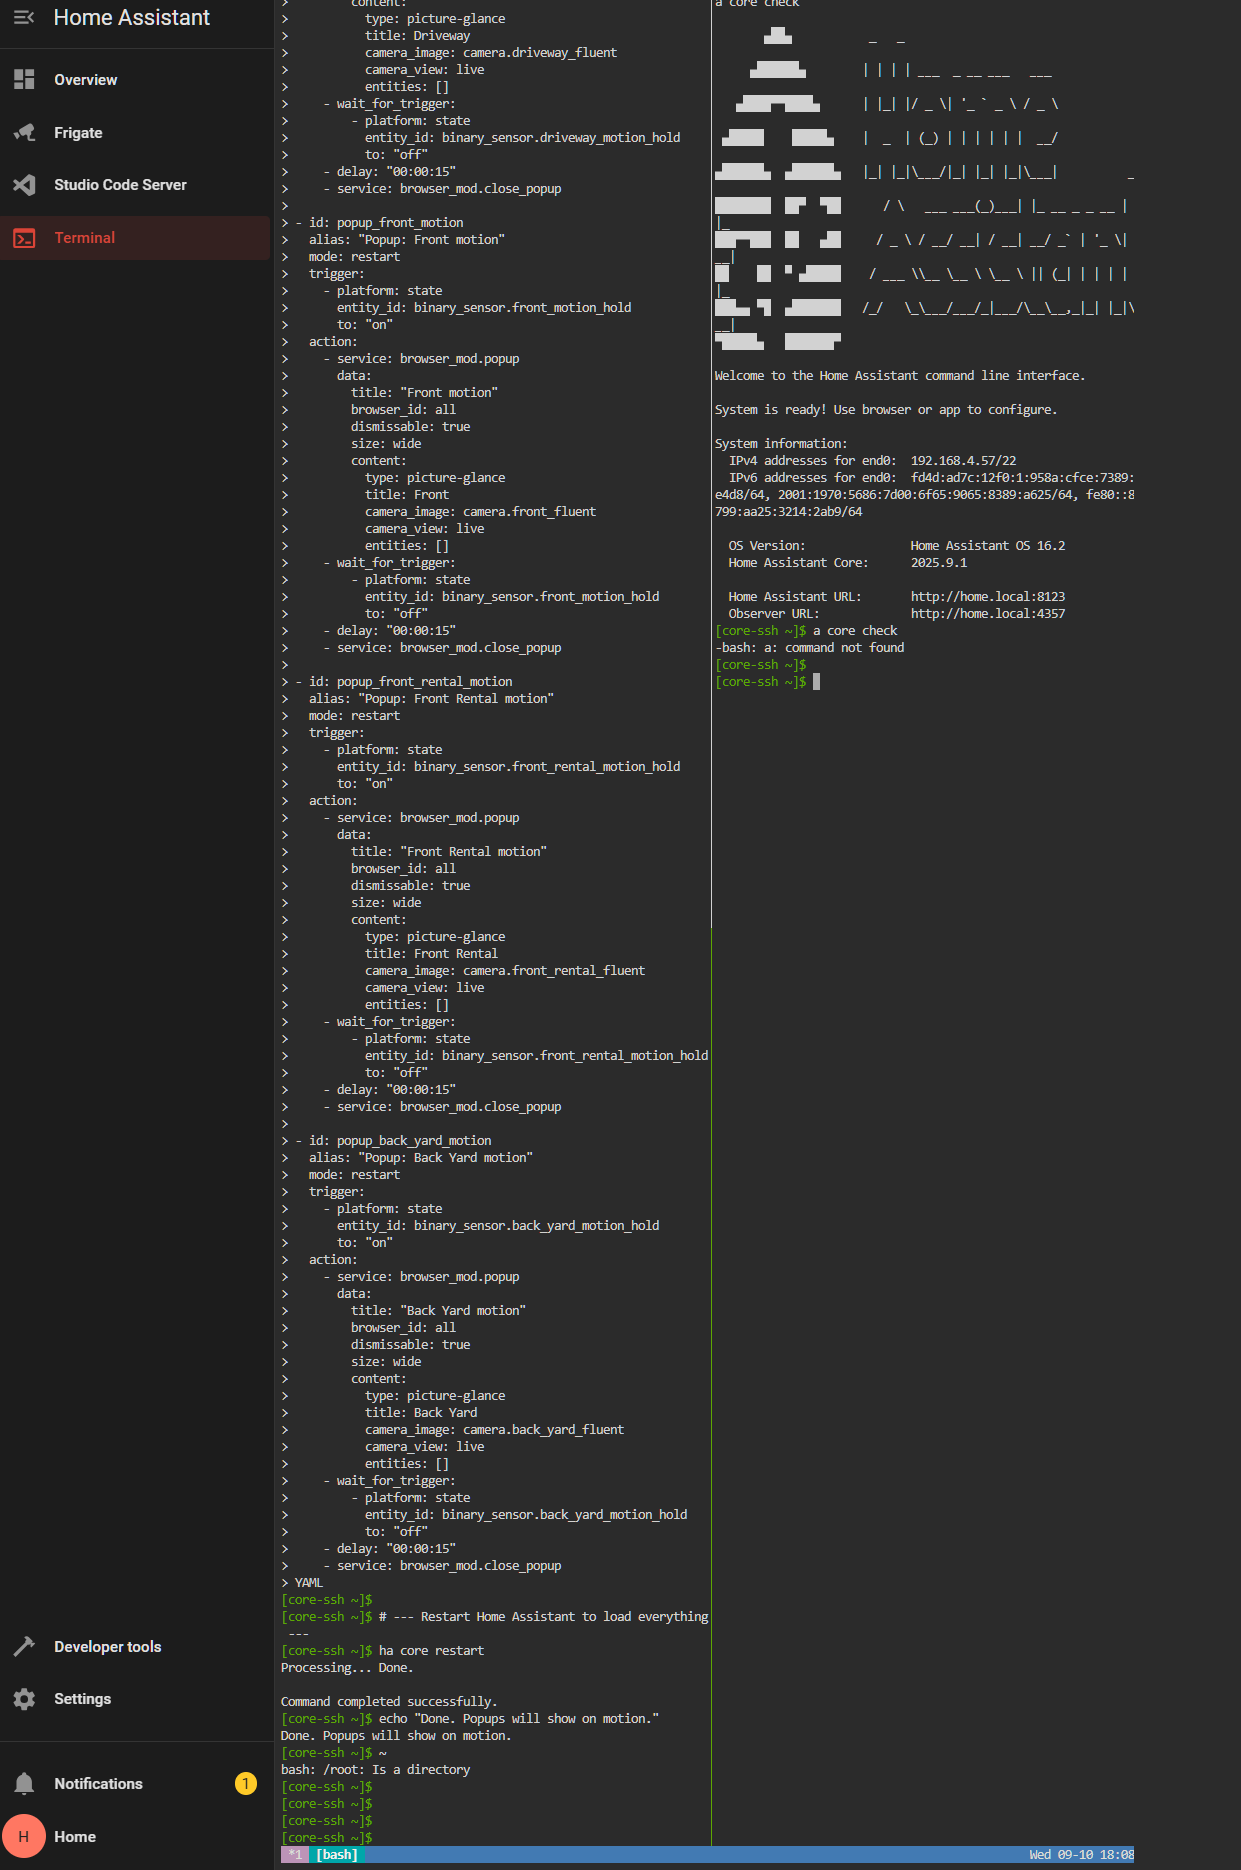 Home Assistant
Overview
Frigate
Studio Code Server
Terminal
Developer tools
Settings
Notifications 1
H Home
> content:
> type: picture-glance
> title: Driveway
> camera_image: camera.driveway_fluent
> camera_view: live
> entities: []
> - wait_for_trigger:
> - platform: state
> entity_id: binary_sensor.driveway_motion_hold
> to: "off"
> - delay: "00:00:15"
> - service: browser_mod.close_popup
>
> - id: popup_front_motion
> alias: "Popup: Front motion"
> mode: restart
> trigger:
> - platform: state
> entity_id: binary_sensor.front_motion_hold
> to: "on"
> action:
> - service: browser_mod.popup
> data:
> title: "Front motion"
> browser_id: all
> dismissable: true
> size: wide
> content:
> type: picture-glance
> title: Front
> camera_image: camera.front_fluent
> camera_view: live
> entities: []
> - wait_for_trigger:
> - platform: state
> entity_id: binary_sensor.front_motion_hold
> to: "off"
> - delay: "00:00:15"
> - service: browser_mod.close_popup
>
> - id: popup_front_rental_motion
> alias: "Popup: Front Rental motion"
> mode: restart
> trigger:
> - platform: state
> entity_id: binary_sensor.front_rental_motion_hold
> to: "on"
> action:
> - service: browser_mod.popup
> data:
> title: "Front Rental motion"
> browser_id: all
> dismissable: true
> size: wide
> content:
> type: picture-glance
> title: Front Rental
> camera_image: camera.front_rental_fluent
> camera_view: live
> entities: []
> - wait_for_trigger:
> - platform: state
> entity_id: binary_sensor.front_rental_motion_hold
> to: "off"
> - delay: "00:00:15"
> - service: browser_mod.close_popup
>
> - id: popup_back_yard_motion
> alias: "Popup: Back Yard motion"
> mode: restart
> trigger:
> - platform: state
> entity_id: binary_sensor.back_yard_motion_hold
> to: "on"
> action:
> - service: browser_mod.popup
> data:
> title: "Back Yard motion"
> browser_id: all
> dismissable: true
> size: wide
> content:
> type: picture-glance
> title: Back Yard
> camera_image: camera.back_yard_fluent
> camera_view: live
> entities: []
> - wait_for_trigger:
> - platform: state
> entity_id: binary_sensor.back_yard_motion_hold
> to: "off"
> - delay: "00:00:15"
> - service: browser_mod.close_popup
> YAML
[core-ssh ~]$
[core-ssh ~]$ # --- Restart Home Assistant to load everything
---
[core-ssh ~]$ ha core restart
Processing... Done.
Command completed successfully.
[core-ssh ~]$ echo "Done. Popups will show on motion."
Done. Popups will show on motion.
[core-ssh ~]$ ~
bash: /root: Is a directory
[core-ssh ~]$
[core-ssh ~]$
[core-ssh ~]$
[core-ssh ~]$
a core check
Home
Assistant
Welcome to the Home Assistant command line interface.
System is ready! Use browser or app to configure.
System information:
IPv4 addresses for end0: 192.168.4.57/22
IPv6 addresses for end0: fd4d:ad7c:12f0:1:958a:cfce:7389:
e4d8/64, 2001:1970:5686:7d00:6f65:9065:8389:a625/64, fe80::8
799:aa25:3214:2ab9/64
OS Version: Home Assistant OS 16.2
Home Assistant Core: 2025.9.1
Home Assistant URL: http://home.local:8123
Observer URL: http://home.local:4357
[core-ssh ~]$ a core check
-bash: a: command not found
[core-ssh ~]$
[core-ssh ~]$
*1 [bash] Wed 09-10 18:08